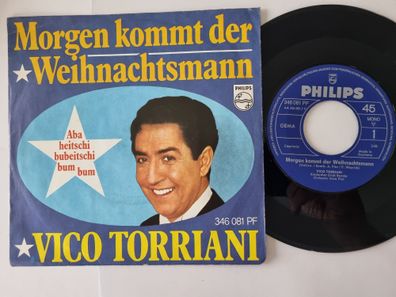 Morgen kommt der
Weihnachtsmann
PHILIPS
Aba
heitschi
bubeitschi
bum
bum
346 081 PF
VICO TORRIANI
PHILIPS
346 081 PF
45
MONO
GEMA
1
Morgen kommt der Weihnachtsmann
VICO TORRIANI